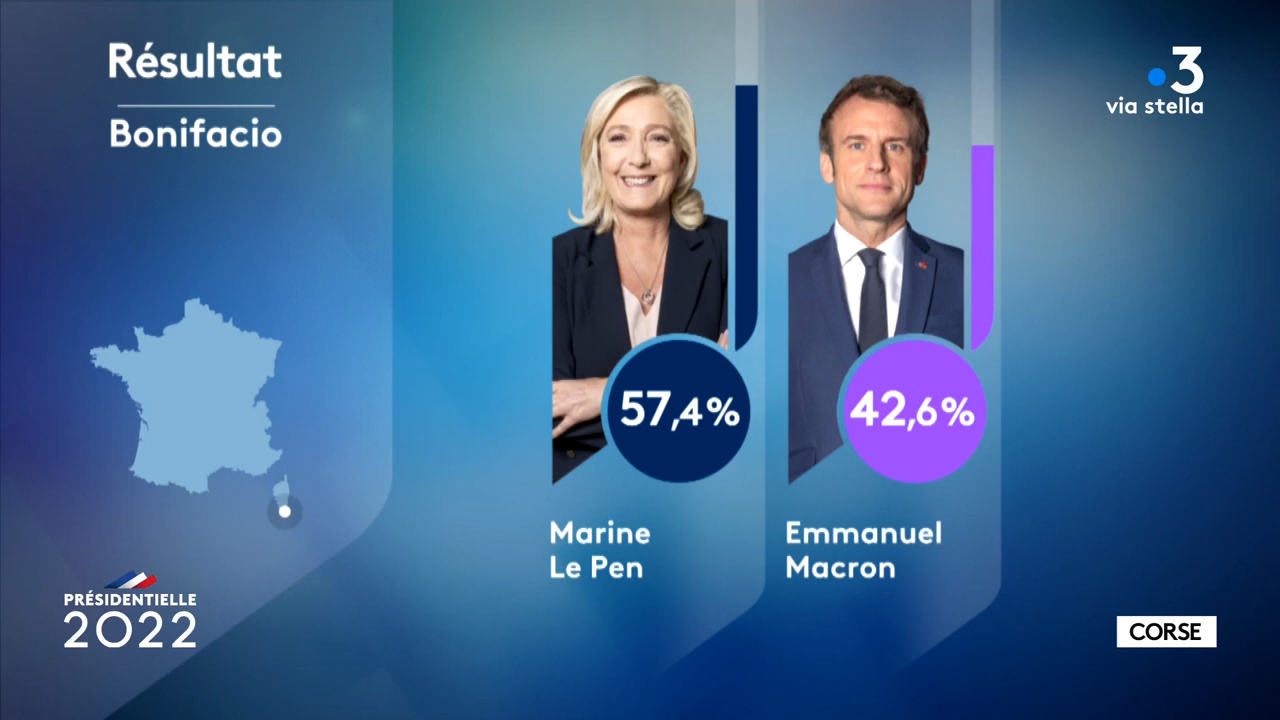 Résultat
Bonifacio
3
via stella
57,4%
42,6%
Marine
Le Pen
Emmanuel
Macron
PRÉSIDENTIELLE
2022
CORSE